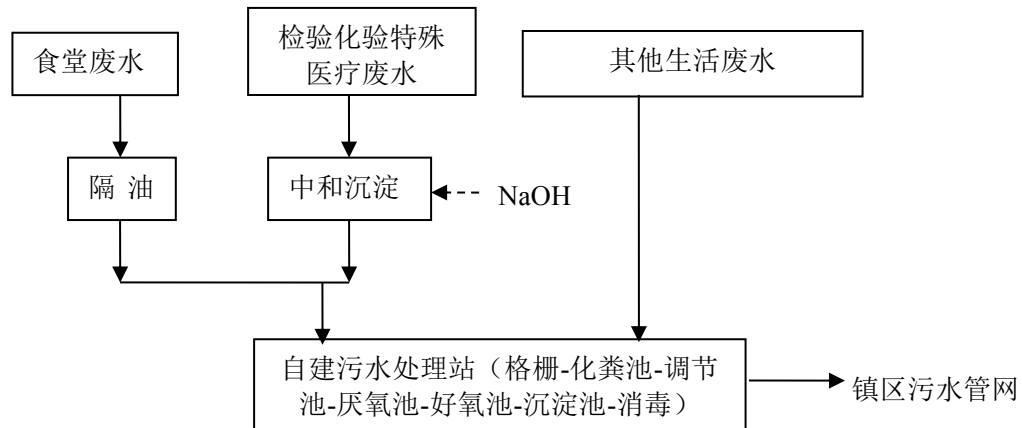 食堂废水
检验化验特殊
医疗废水
其他生活废水
隔 油
中和沉淀
NaOH
自建污水处理站（格栅-化粪池-调节
池-厌氧池-好氧池-沉淀池-消毒）
镇区污水管网